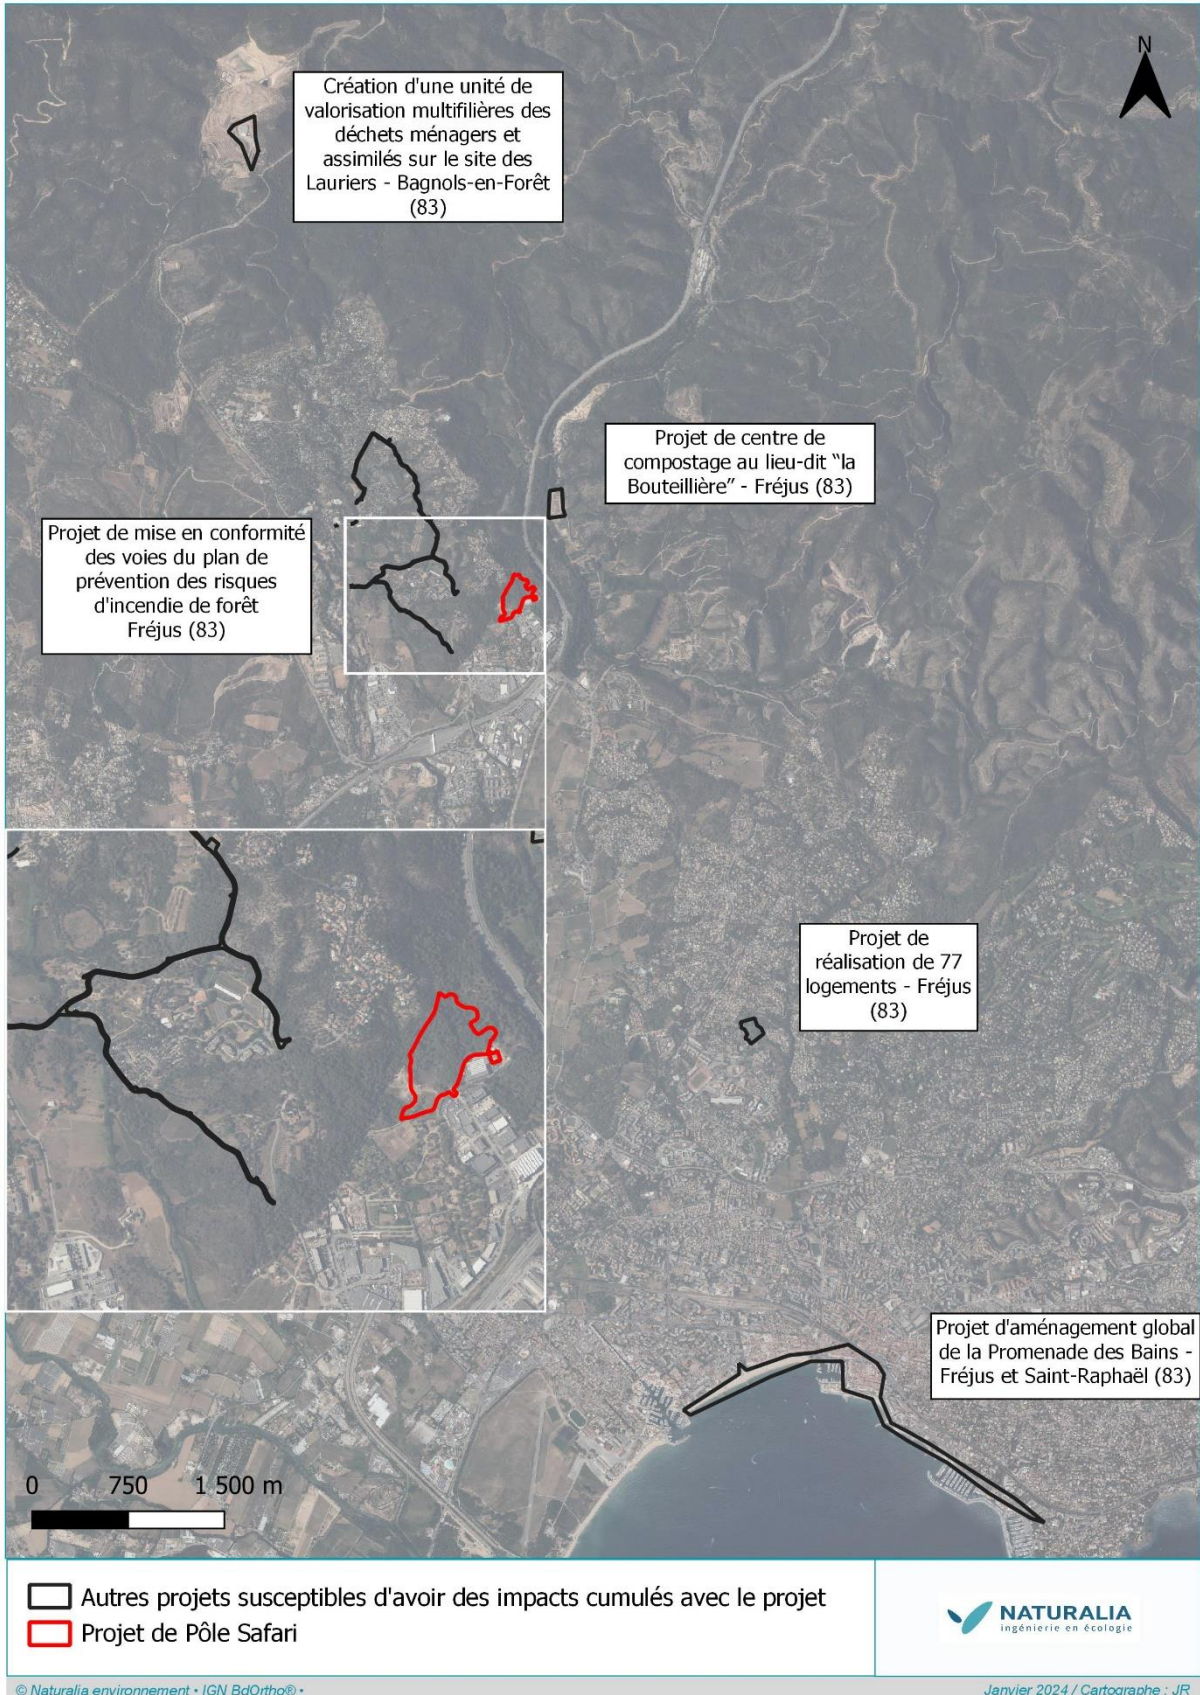 N
Création d'une unité de
valorisation multifilières des
déchets ménagers et
assimilés sur le site des
Lauriers - Bagnols-en-Forêt
(83)
Projet de centre de
compostage au lieu-dit "la
Bouteillière" - Fréjus (83)
Projet de mise en conformité
des voies du plan de
prévention des risques
d'incendie de forêt
Fréjus (83)
Projet de
réalisation de 77
logements - Fréjus
(83)
Projet d'aménagement global
de la Promenade des Bains -
Fréjus et Saint-Raphaël (83)
0 750 1 500 m
Autres projets susceptibles d'avoir des impacts cumulés avec le projet
Projet de Pôle Safari
NATURALIA
ingénierie en écologie
© Naturalia environnement • IGN BdOrtho® •
Janvier 2024 / Cartographe : JR